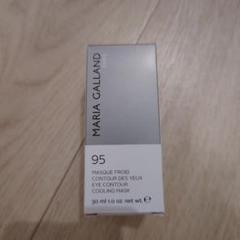 MARIA GALLAND
95
MASQUE FROID
CONTOUR DES YEUX
EYE CONTOUR
COOLING MASK
30 ml 1.0 oz. net wt. ℮